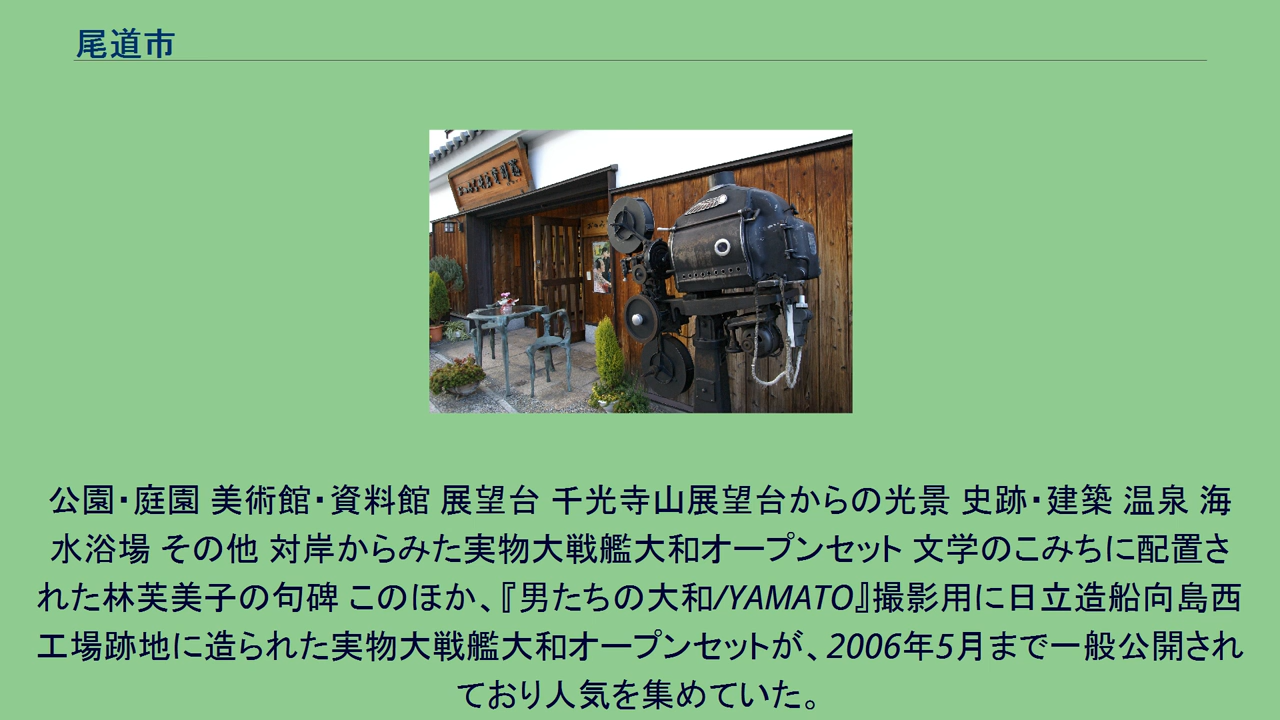 尾道市
公園・庭園 美術館・資料館 展望台 千光寺山展望台からの光景 史跡・建築 温泉 海
水浴場 その他 対岸からみた実物大戦艦大和オープンセット 文学のこみちに配置さ
れた林芙美子の句碑 このほか、『男たちの大和/YAMATO』撮影用に日立造船向島西
工場跡地に造られた実物大戦艦大和オープンセットが、2006年5月まで一般公開され
ており人気を集めていた。